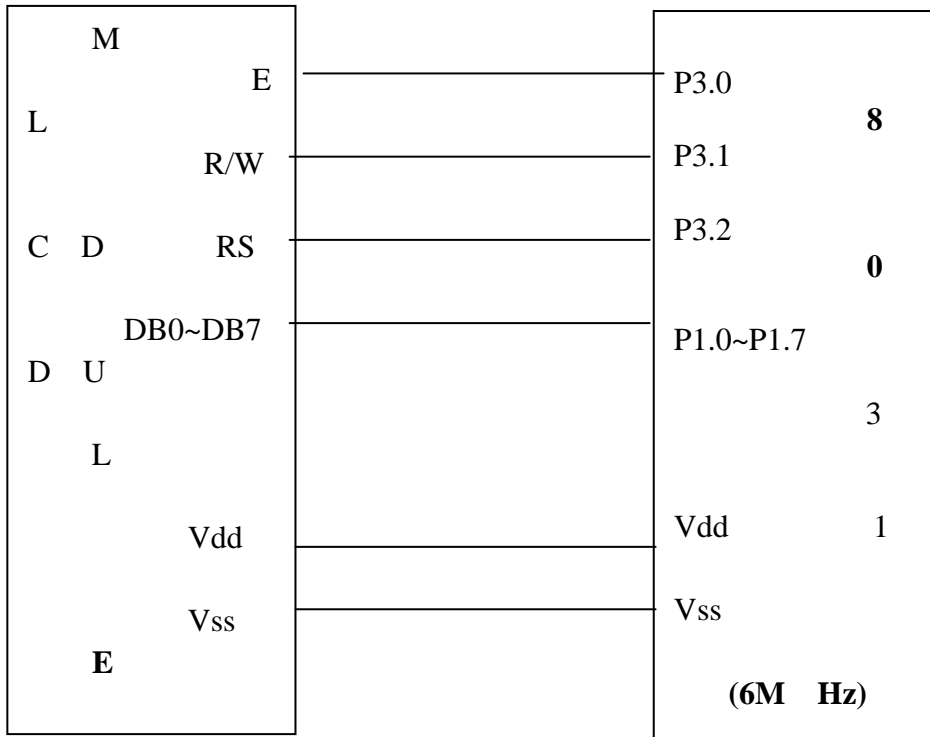 M
E P3.0
L 8
R/W P3.1
C D RS P3.2
0
DB0~DB7 P1.0~P1.7
D U
3
L
Vdd Vdd 1
Vss Vss
E
(6M Hz)